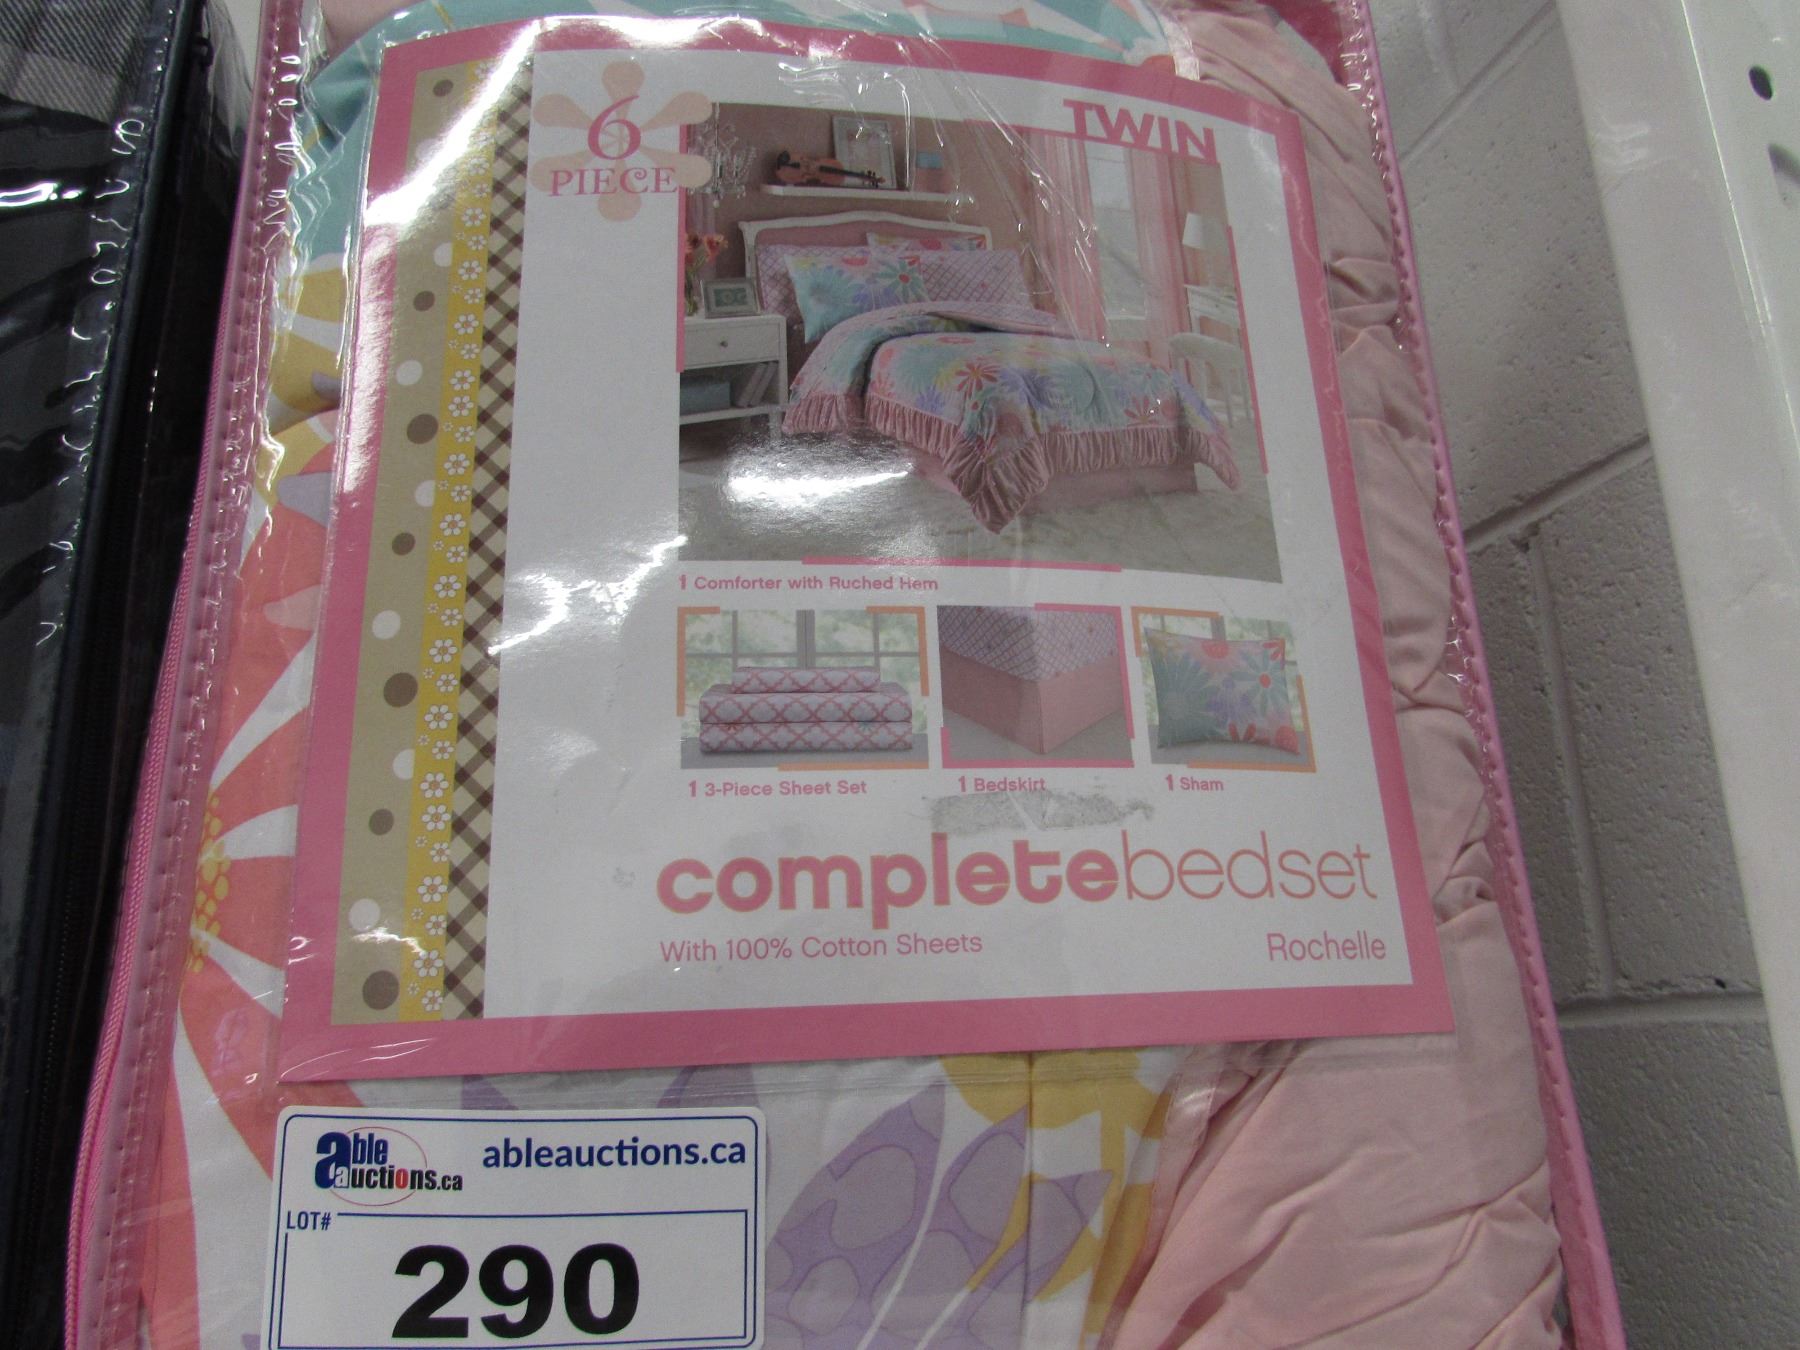 TWIN
6
PIECE
1 Comforter with Ruched Hem
1 3-Piece Sheet Set
1 Bedskirt
1 Sham
completebedset
With 100% Cotton Sheets
Rochelle
able auctions.ca
ableauctions.ca
LOT#
290